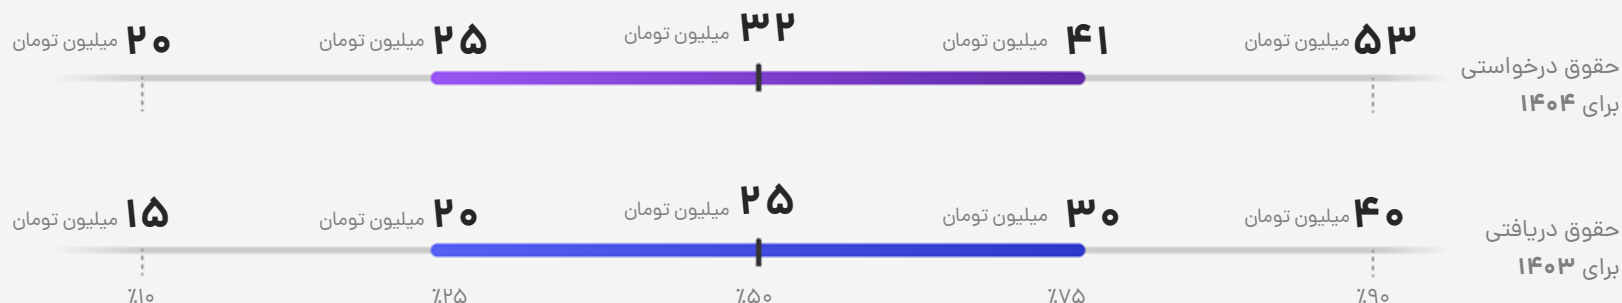 ۲۰ میلیون تومان
۲۵ میلیون تومان
۳۲ میلیون تومان
۴۱ میلیون تومان
۵۳ میلیون تومان
حقوق درخواستی
برای ۱۴۰۴
۱۵ میلیون تومان
۲۰ میلیون تومان
۲۵ میلیون تومان
۳۰ میلیون تومان
۴۰ میلیون تومان
حقوق دریافتی
برای ۱۴۰۳
٪۱۰
٪۲۵
٪۵۰
٪۷۵
٪۹۰